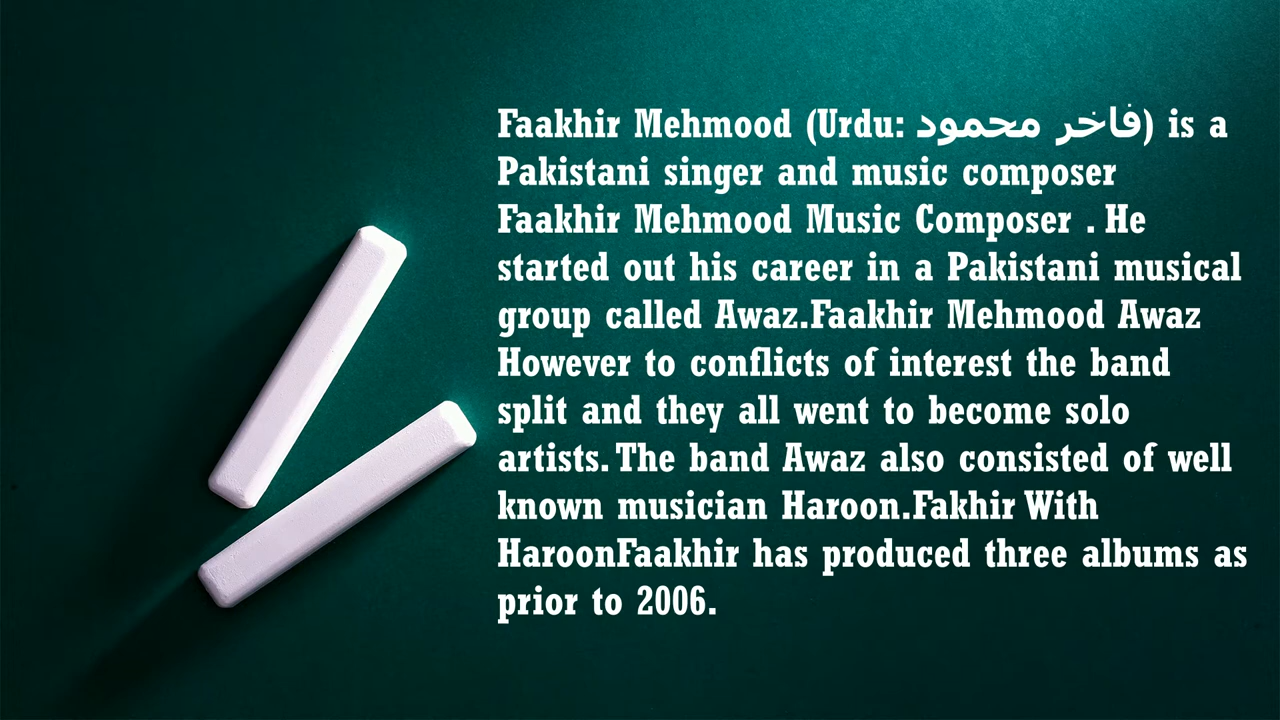 Faakhir Mehmood (Urdu: فاخر محمود) is a
Pakistani singer and music composer
Faakhir Mehmood Music Composer . He
started out his career in a Pakistani musical
group called Awaz.Faakhir Mehmood Awaz
However to conflicts of interest the band
split and they all went to become solo
artists. The band Awaz also consisted of well
known musician Haroon.Fakhir With
HaroonFaakhir has produced three albums as
prior to 2006.